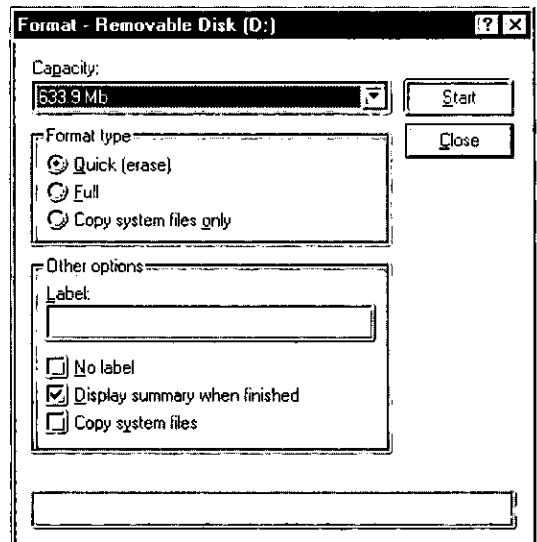 Format - Removable Disk (D:)
Capacity:
633.9 Mb
Start
Close
Format type
Quick (erase)
Full
Copy system files only
Other options
Label:
No label
Display summary when finished
Copy system files